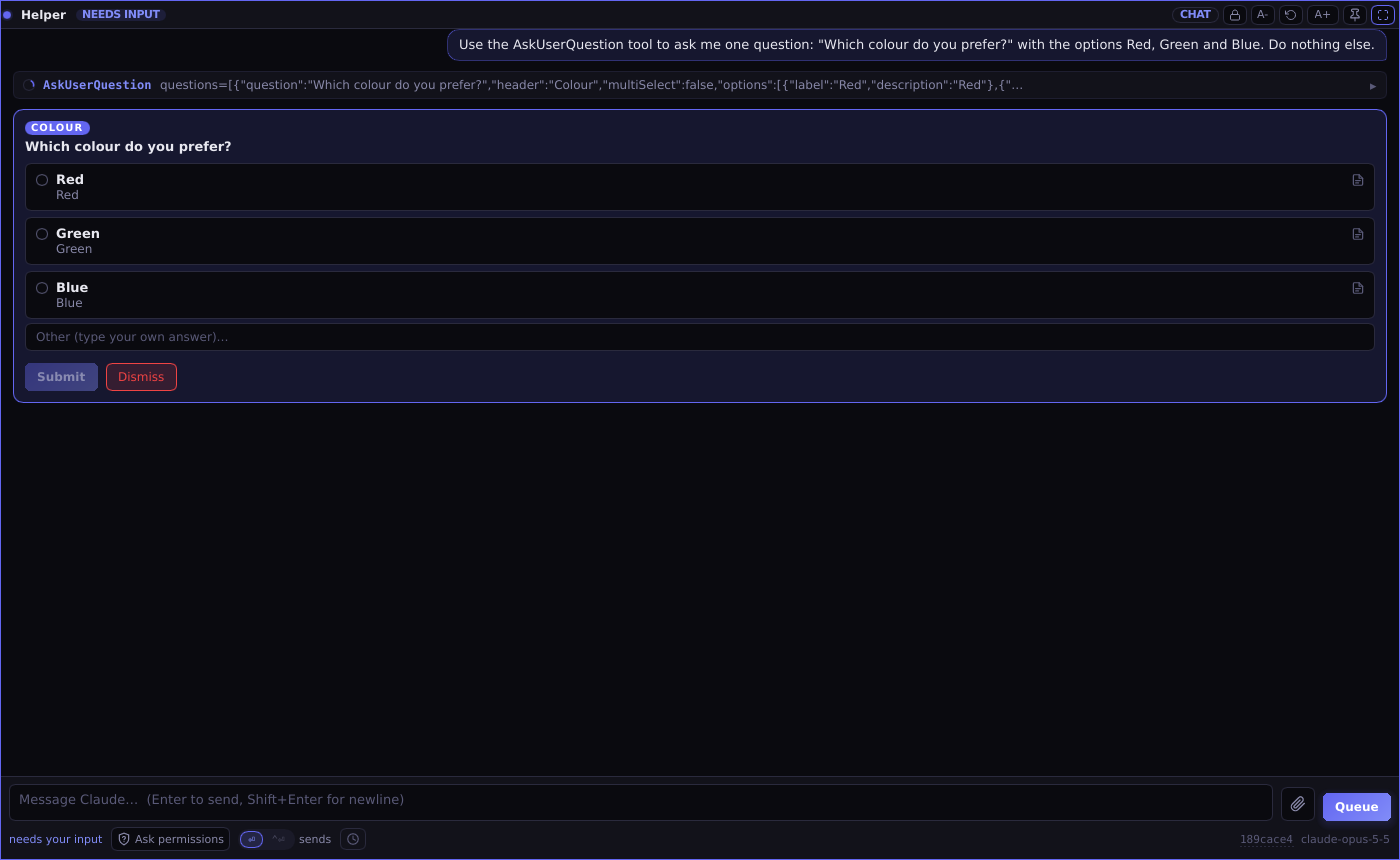 Helper NEEDS INPUT CHAT A- A+
Use the AskUserQuestion tool to ask me one question: "Which colour do you prefer?" with the options Red, Green and Blue. Do nothing else.
AskUserQuestion questions=[{"question":"Which colour do you prefer?","header":"Colour","multiSelect":false,"options":[{"label":"Red","description":"Red"},{"...
COLOUR
Which colour do you prefer?
Red
Red
Green
Green
Blue
Blue
Other (type your own answer)...
Submit Dismiss
Message Claude... (Enter to send, Shift+Enter for newline)
Queue
needs your input Ask permissions sends 189cace4 claude-opus-5-5